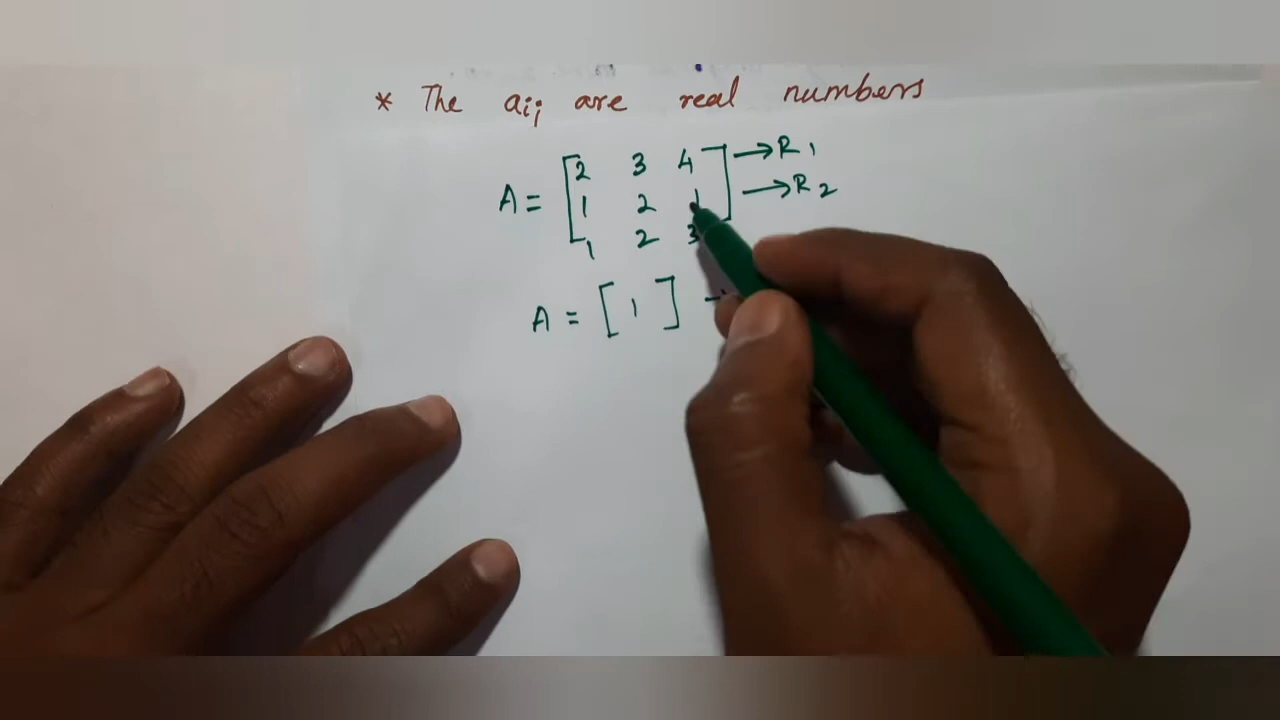 * The aij are real numbers
A = [2 3 4] → R1
1 2 1 → R2
1 2 3
A = [1]